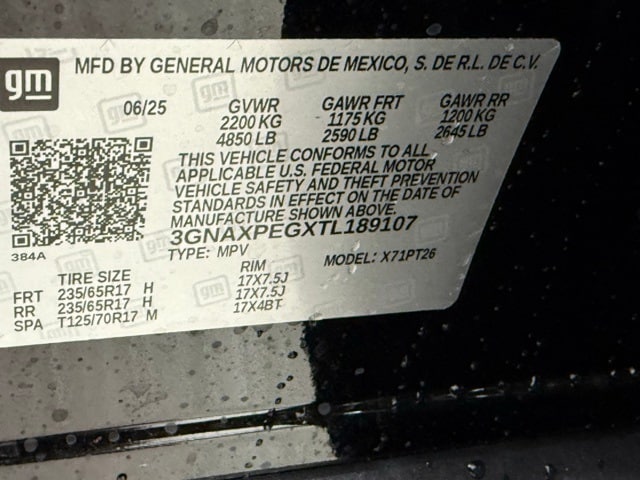 gm
MFD BY GENERAL MOTORS DE MEXICO, S. DE R.L. DE C.V.
06/25 GVWR GAWR FRT GAWR RR
2200 KG 1175 KG 1200 KG
4850 LB 2590 LB 2645 LB
THIS VEHICLE CONFORMS TO ALL
APPLICABLE U.S. FEDERAL MOTOR
VEHICLE SAFETY AND THEFT PREVENTION
STANDARDS IN EFFECT ON THE DATE OF
MANUFACTURE SHOWN ABOVE.
3GNAXPEGXTL189107
384A
TYPE: MPV MODEL: X71PT26
TIRE SIZE RIM
FRT 235/65R17 H 17X7.5J
RR 235/65R17 H 17X7.5J
SPA T125/70R17 M 17X4BT